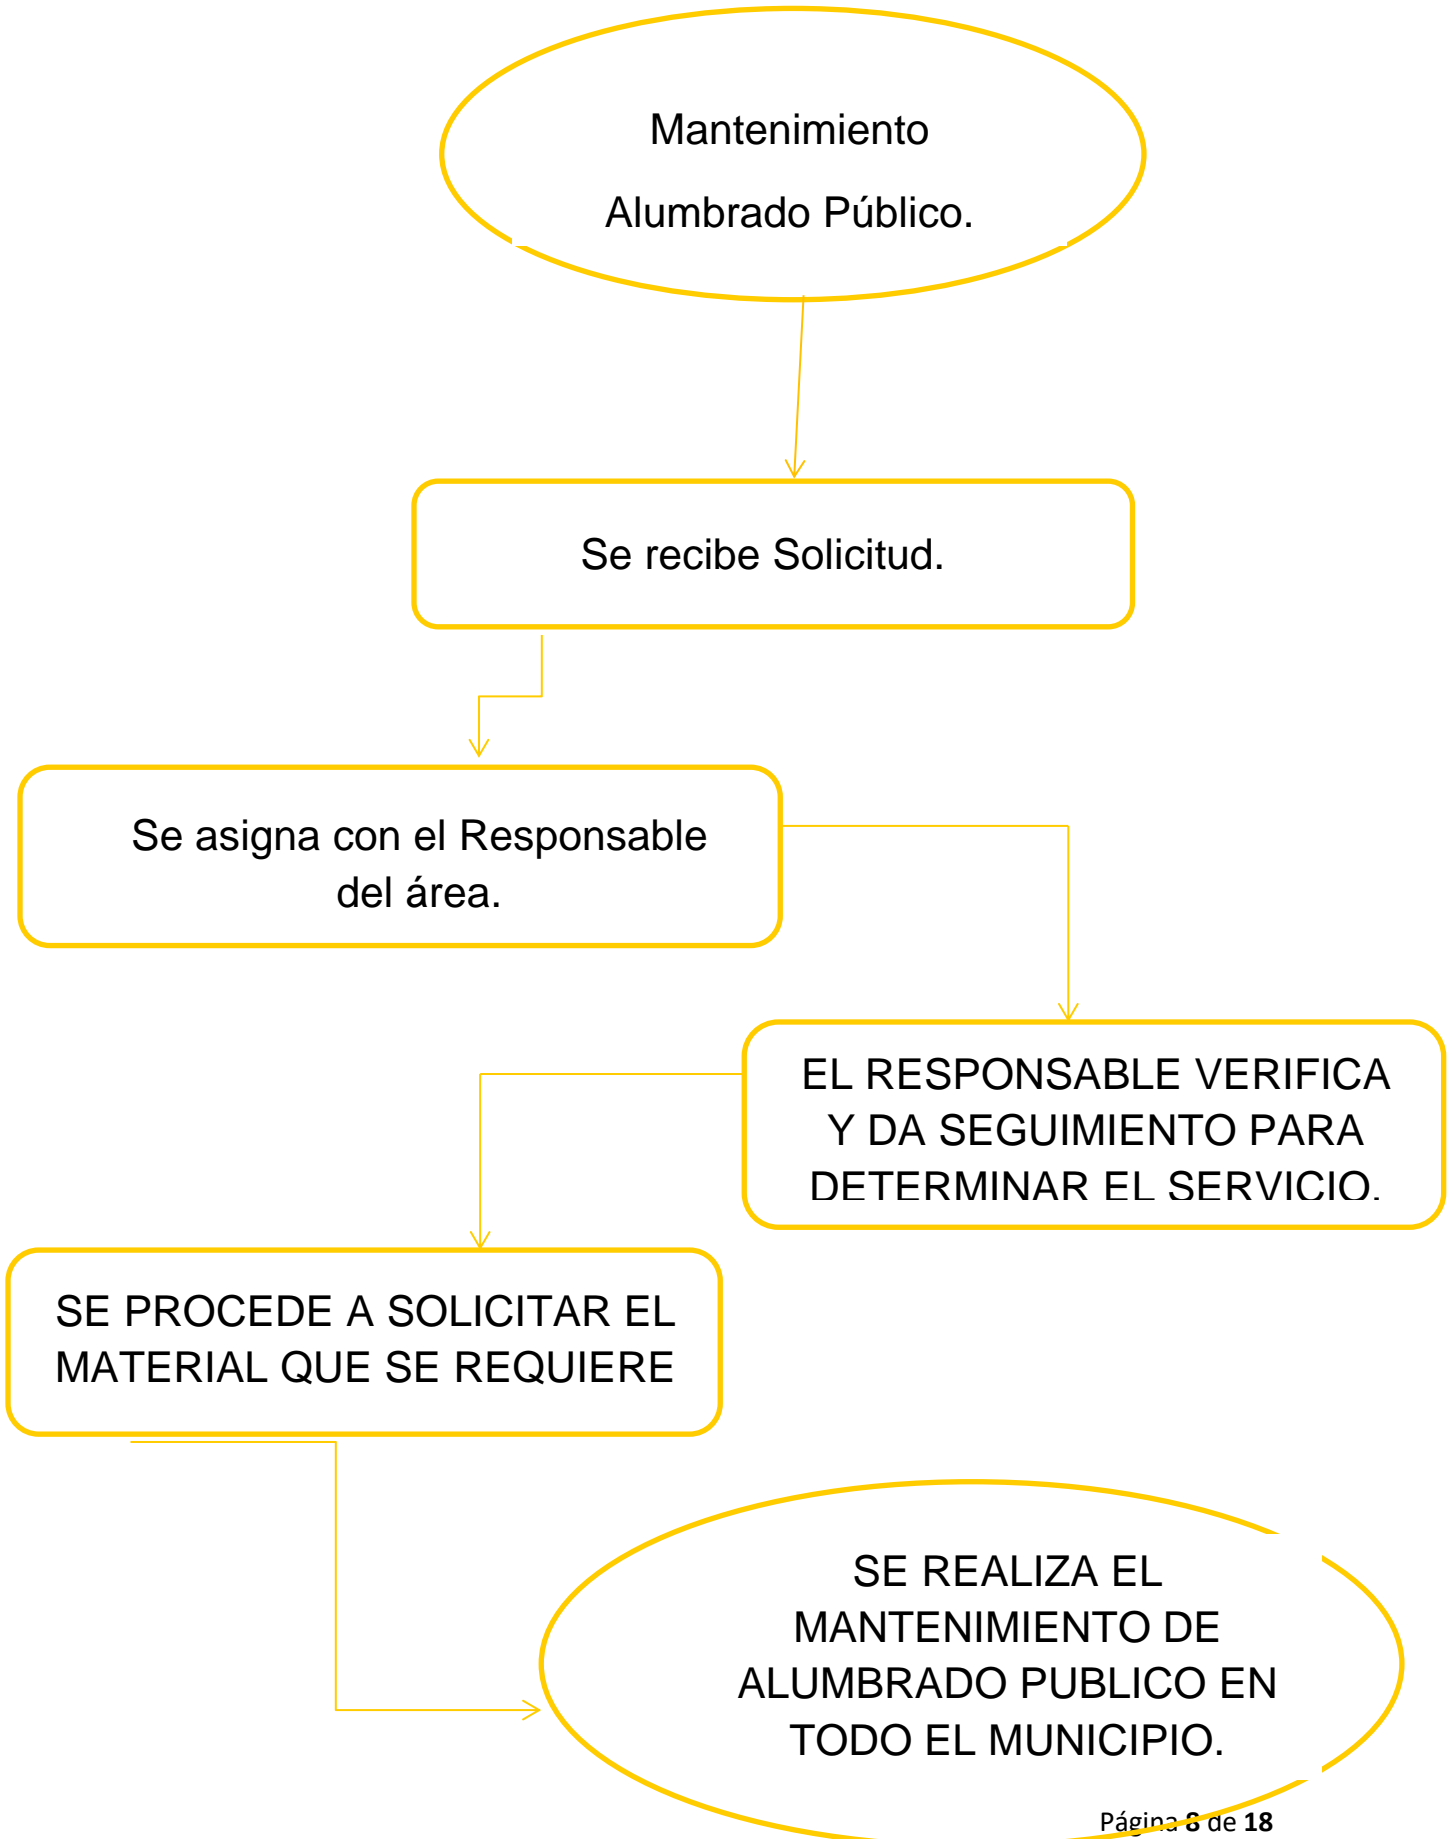 Mantenimiento
Alumbrado Público.
Se recibe Solicitud.
Se asigna con el Responsable
del área.
EL RESPONSABLE VERIFICA
Y DA SEGUIMIENTO PARA
DETERMINAR EL SERVICIO.
SE PROCEDE A SOLICITAR EL
MATERIAL QUE SE REQUIERE
SE REALIZA EL
MANTENIMIENTO DE
ALUMBRADO PUBLICO EN
TODO EL MUNICIPIO.
Página 8 de 18